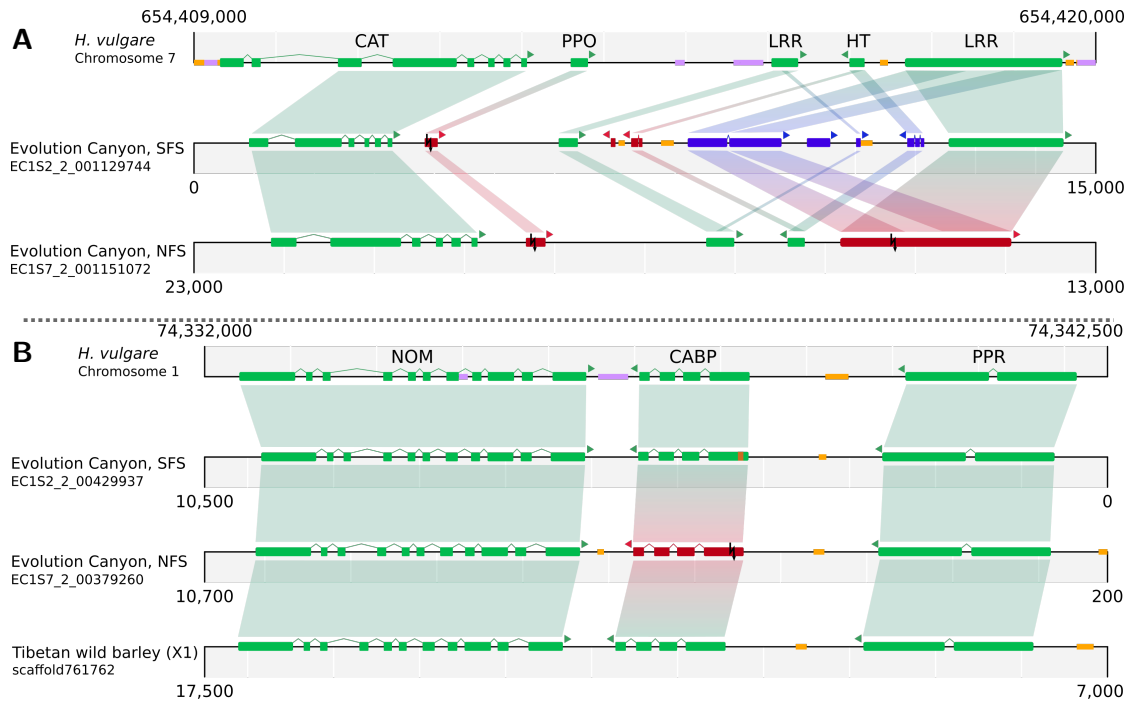 654,409,000 654,420,000
A H. vulgare CAT PPO LRR HT LRR
Chromosome 7
Evolution Canyon, SFS
EC1S2_2_001129744
0 15,000
Evolution Canyon, NFS
EC1S7_2_001151072
23,000 13,000
74,332,000 74,342,500
B H. vulgare NOM CABP PPR
Chromosome 1
Evolution Canyon, SFS
EC1S2_2_00429937
10,500 0
Evolution Canyon, NFS
EC1S7_2_00379260
10,700 200
Tibetan wild barley (X1)
scaffold761762
17,500 7,000